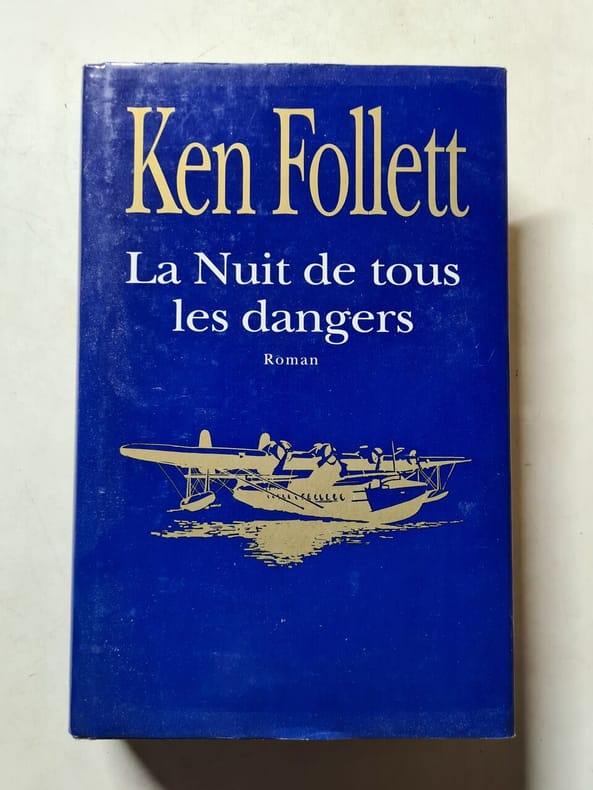 Ken Follett
La Nuit de tous
les dangers
Roman